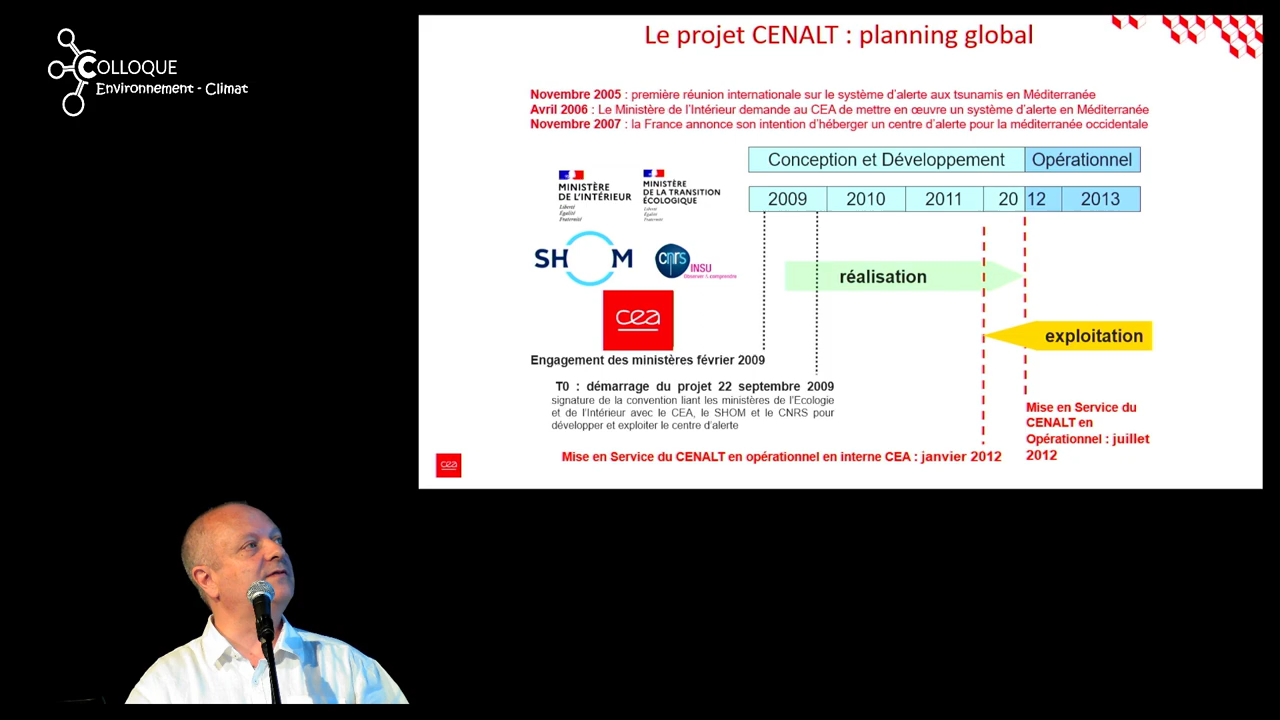 COLLOQUE
Environnement - Climat
Le projet CENALT : planning global
Novembre 2005 : première réunion internationale sur le système d'alerte aux tsunamis en Méditerranée
Avril 2006 : Le Ministère de l'Intérieur demande au CEA de mettre en œuvre un système d'alerte en Méditerranée
Novembre 2007 : la France annonce son intention d'héberger un centre d'alerte pour la méditerranée occidentale
Conception et Développement
Opérationnel
2009
2010
2011
20 12
2013
MINISTÈRE
DE L'INTÉRIEUR
Liberté
Égalité
Fraternité
MINISTÈRE
DE LA TRANSITION
ÉCOLOGIQUE
Liberté
Égalité
Fraternité
SHOM
cnrs
INSU
Observer & comprendre
cea
réalisation
exploitation
Engagement des ministères février 2009
T0 : démarrage du projet 22 septembre 2009
signature de la convention liant les ministères de l'Ecologie
et de l'Intérieur avec le CEA, le SHOM et le CNRS pour
développer et exploiter le centre d'alerte
Mise en Service du
CENALT en
Opérationnel : juillet
2012
Mise en Service du CENALT en opérationnel en interne CEA : janvier 2012
cea